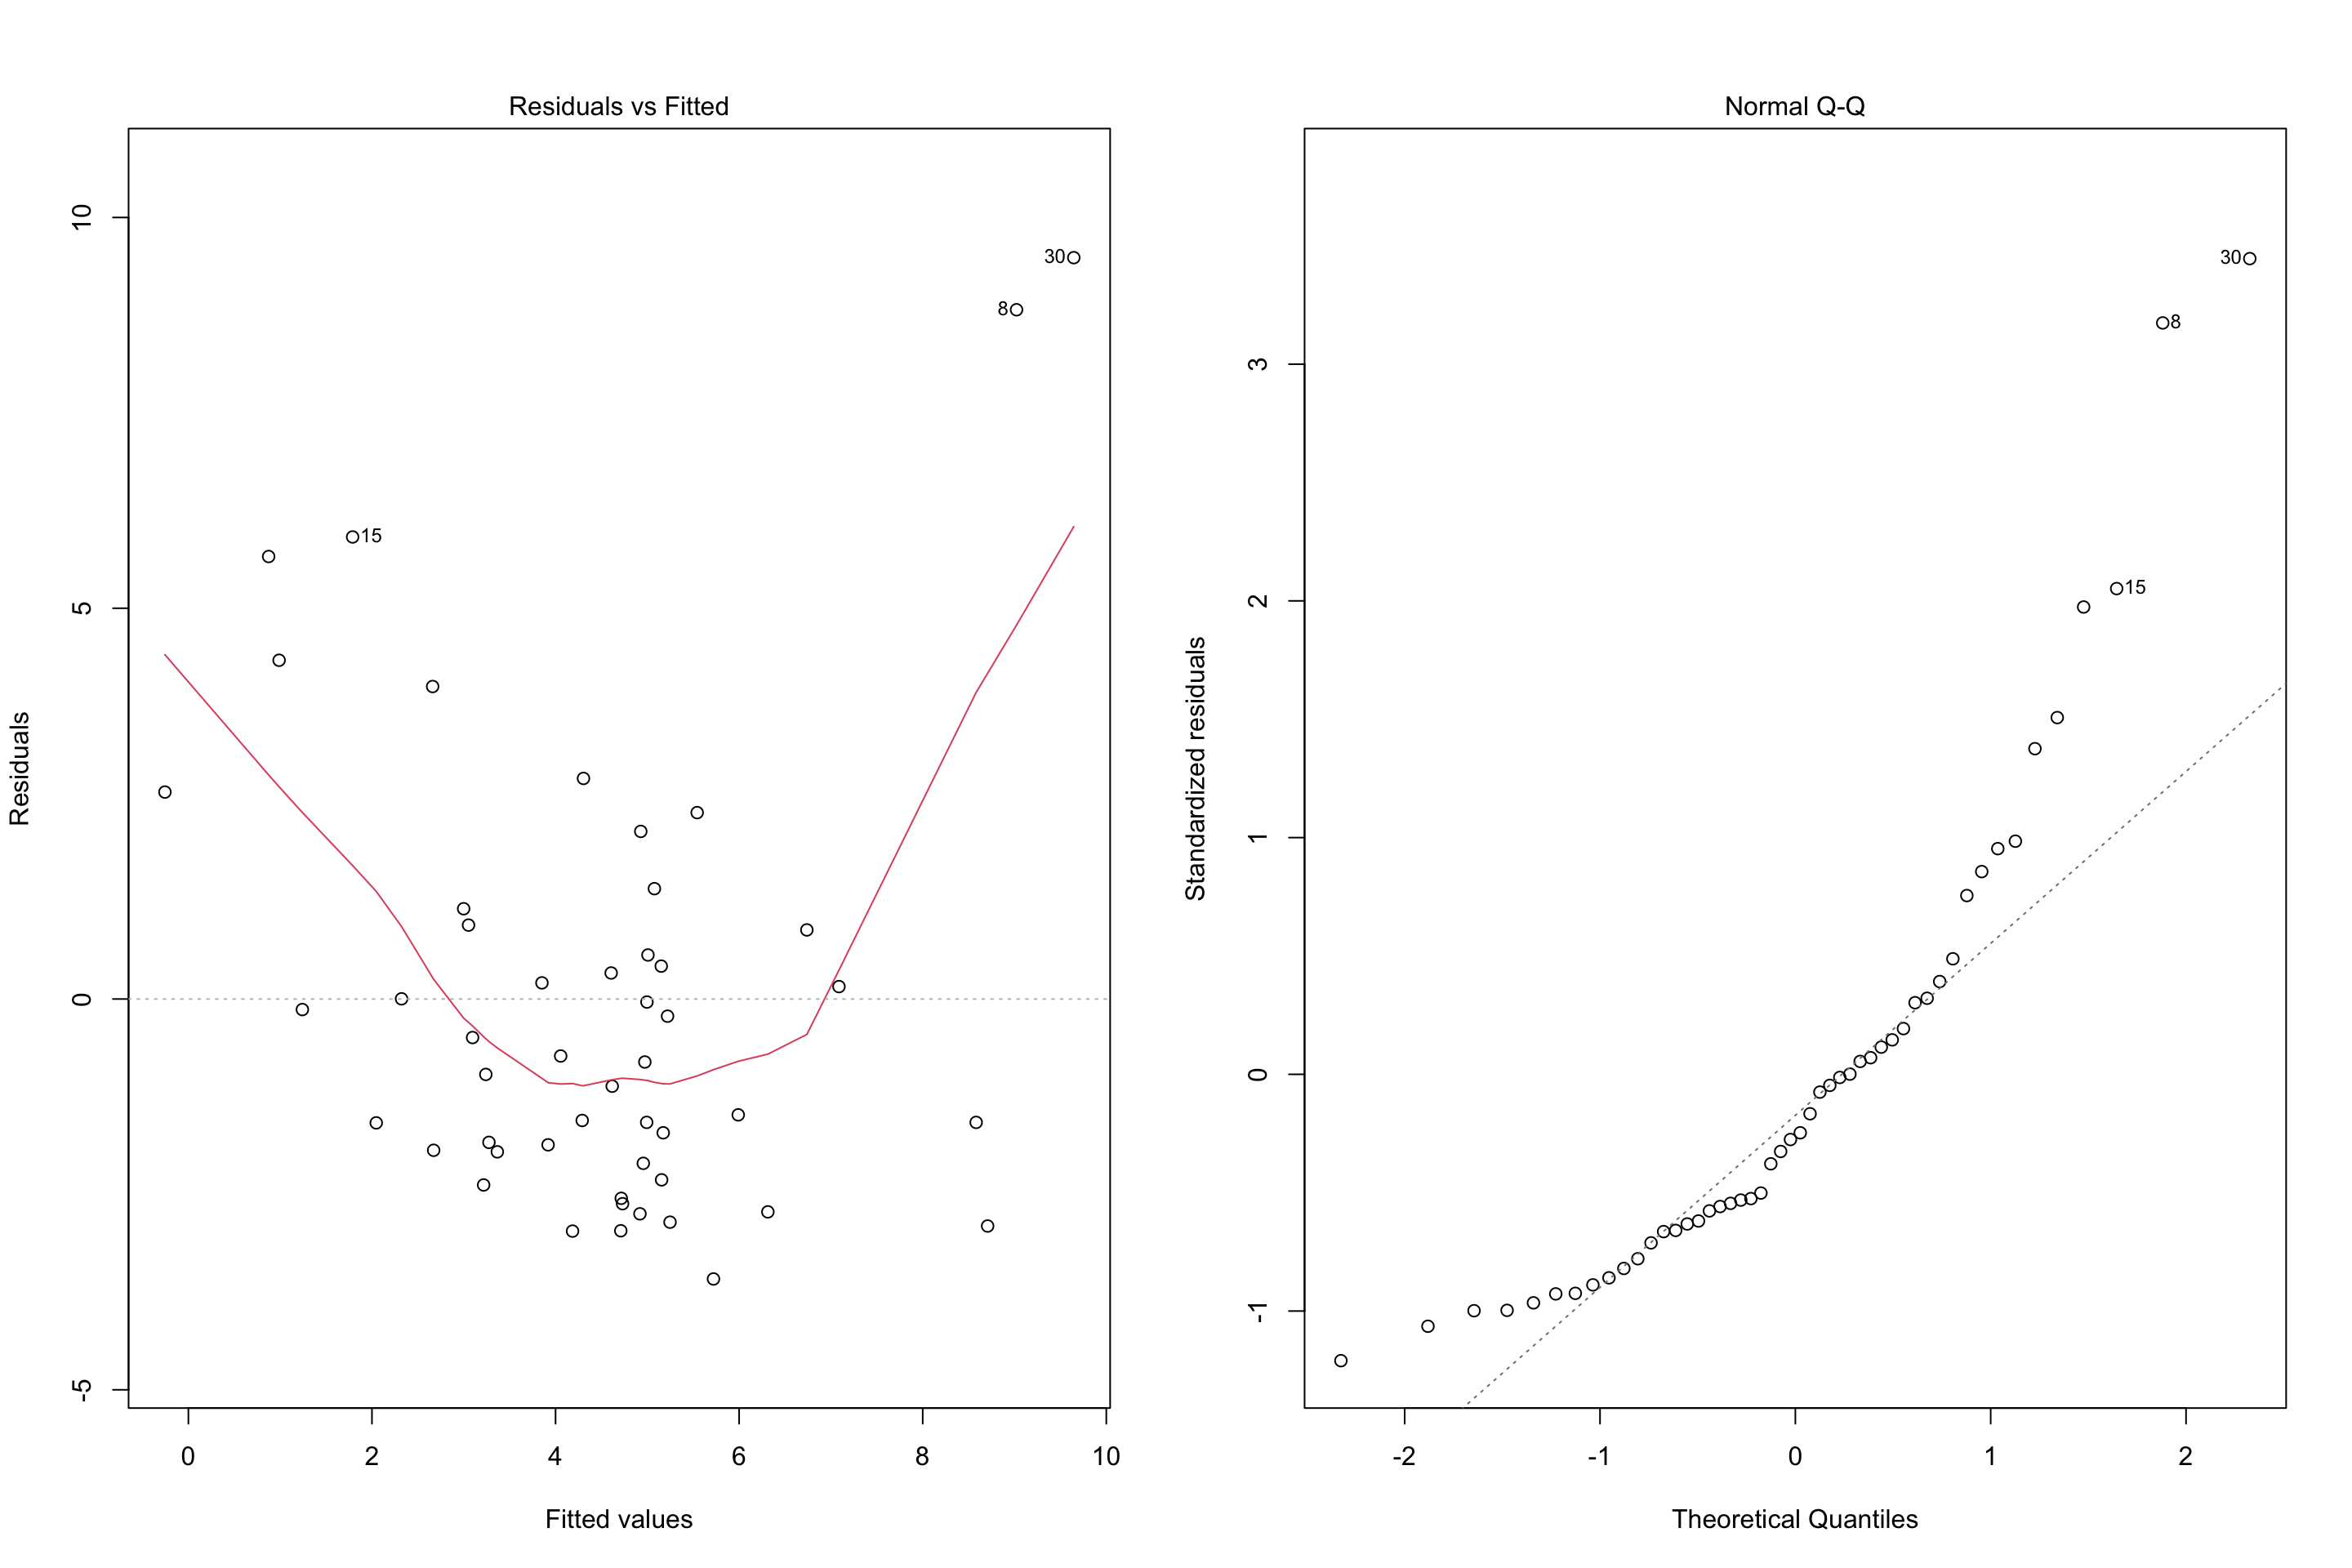 Residuals vs Fitted
10
5
0
-5
Residuals
30
8
15
0 2 4 6 8 10
Fitted values
Normal Q-Q
3
2
1
0
-1
Standardized residuals
30
8
15
-2 -1 0 1 2
Theoretical Quantiles